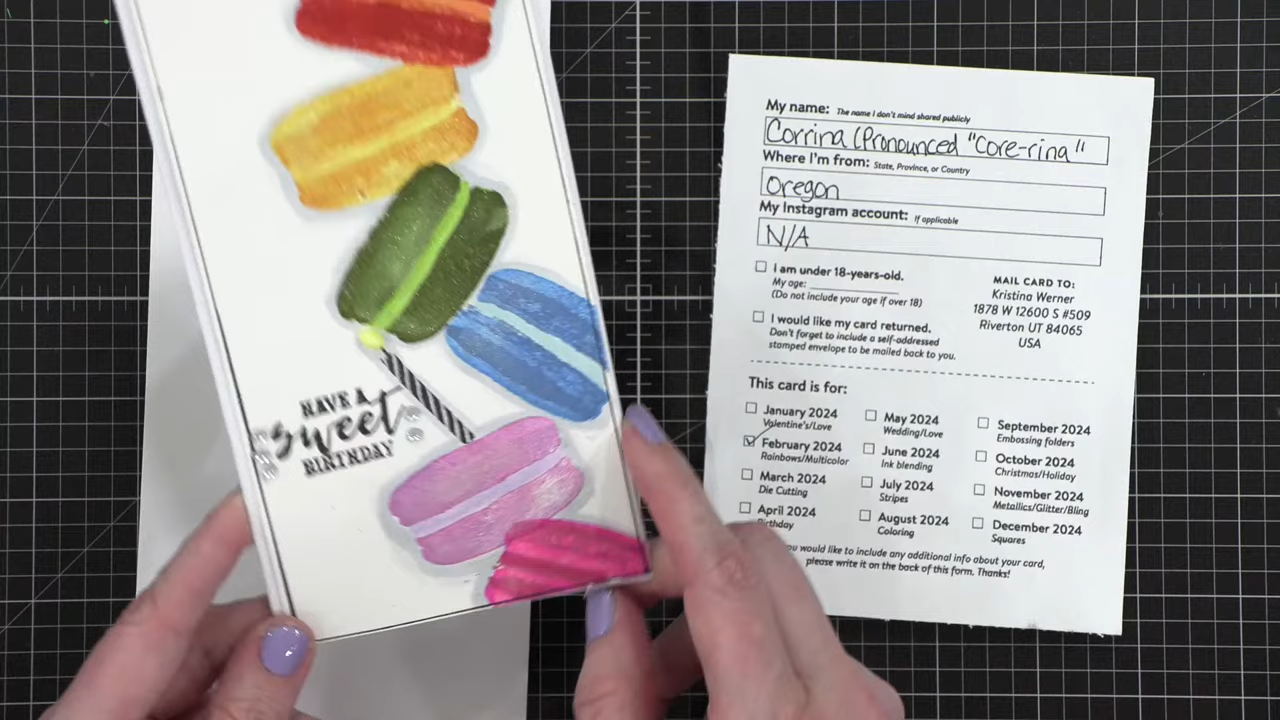 HAVE A
sweet
BIRTHDAY
My name: The name I don't mind shared publicly
Corrina (Pronounced "Core-rina"
Where I'm from: State, Province, or Country
Oregon
My Instagram account: If applicable
N/A
I am under 18-years-old.
My age:
(Do not include your age if over 18)
I would like my card returned.
Don't forget to include a self-addressed
stamped envelope to be mailed back to you.
MAIL CARD TO:
Kristina Werner
1878 W 12600 S #509
Riverton UT 84065
USA
This card is for:
January 2024
Valentine's/Love
February 2024
Rainbows/Multicolor
March 2024
Die Cutting
April 2024
Birthday
May 2024
Wedding/Love
June 2024
Ink blending
July 2024
Stripes
August 2024
Coloring
September 2024
Embossing folders
October 2024
Christmas/Holiday
November 2024
Metallics/Glitter/Bling
December 2024
Squares
you would like to include any additional info about your card,
please write it on the back of this form. Thanks!